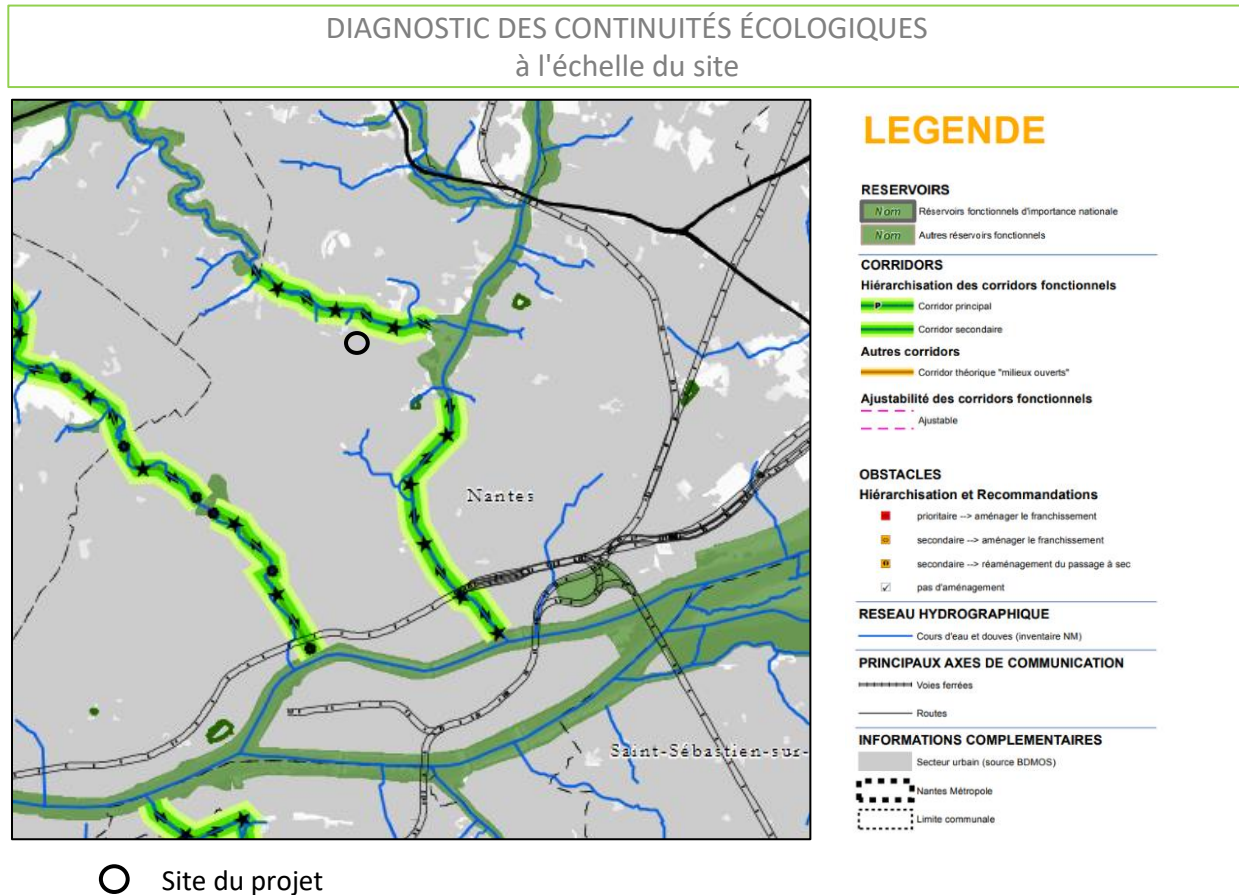 DIAGNOSTIC DES CONTINUITÉS ÉCOLOGIQUES
à l'échelle du site
Nantes
Saint-Sébastien-sur-
LEGENDE
RESERVOIRS
Nom Réservoirs fonctionnels d'importance nationale
Nom Autres réservoirs fonctionnels
CORRIDORS
Hiérarchisation des corridors fonctionnels
P Corridor principal
Corridor secondaire
Autres corridors
Corridor théorique "milieux ouverts"
Ajustabilité des corridors fonctionnels
Ajustable
OBSTACLES
Hiérarchisation et Recommandations
prioritaire --> aménager le franchissement
secondaire --> aménager le franchissement
secondaire --> réaménagement du passage à sec
pas d'aménagement
RESEAU HYDROGRAPHIQUE
Cours d'eau et douves (inventaire NM)
PRINCIPAUX AXES DE COMMUNICATION
Voies ferrées
Routes
INFORMATIONS COMPLEMENTAIRES
Secteur urbain (source BDMOS)
Nantes Métropole
Limite communale
Site du projet